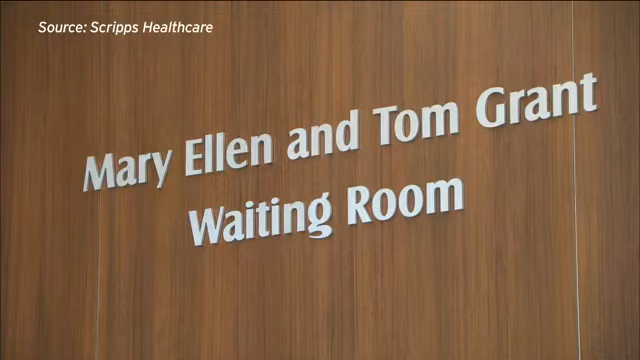 Source: Scripps Healthcare
Mary Ellen and Tom Grant
Waiting Room